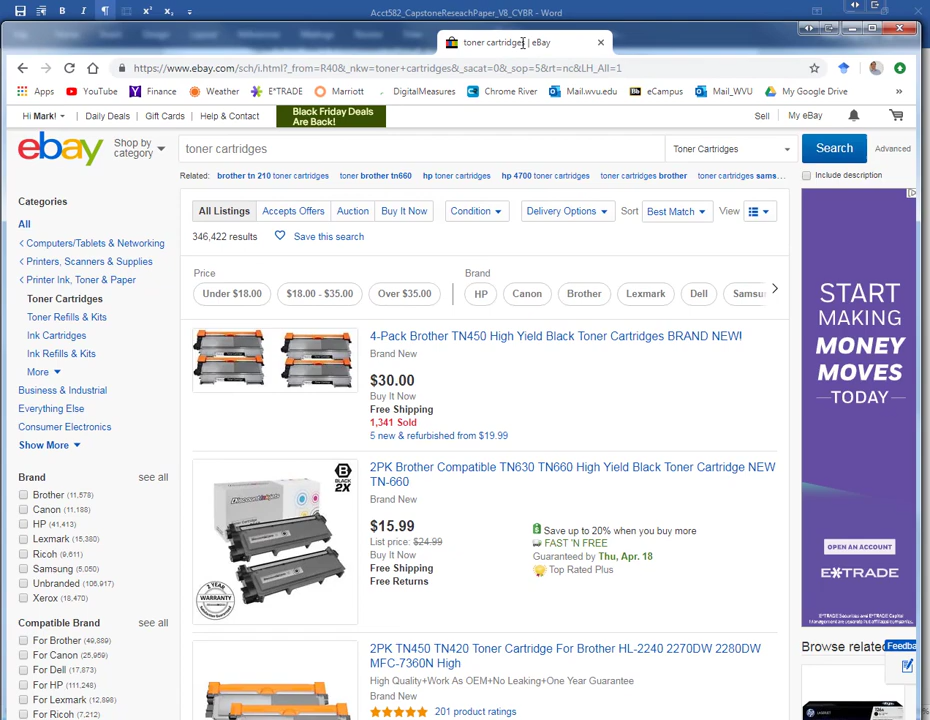 Acct582_CapstoneReseachPaper_V8_CYBR - Word
toner cartridges | eBay
https://www.ebay.com/sch/i.html?_from=R40&_nkw=toner+cartridges&_sacat=0&_sop=5&rt=nc&LH_All=1
Apps YouTube Finance Weather E*TRADE Marriott DigitalMeasures Chrome River Mail.wvu.edu eCampus Mail_WVU My Google Drive »
Hi Mark! Daily Deals Gift Cards Help & Contact
Black Friday Deals
Are Back!
Sell My eBay
ebay
Shop by
category
toner cartridges
Toner Cartridges
Search
Advanced
Related: brother tn 210 toner cartridges toner brother tn660 hp toner cartridges hp 4700 toner cartridges toner cartridges brother toner cartridges sams...
Include description
Categories
All
Computers/Tablets & Networking
Printers, Scanners & Supplies
Printer Ink, Toner & Paper
Toner Cartridges
Toner Refills & Kits
Ink Cartridges
Ink Refills & Kits
More
Business & Industrial
Everything Else
Consumer Electronics
Show More
Brand see all
Brother (11,578)
Canon (11,188)
HP (41,413)
Lexmark (15,380)
Ricoh (9,611)
Samsung (5,050)
Unbranded (106,917)
Xerox (18,470)
Compatible Brand see all
For Brother (49,889)
For Canon (25,959)
For Dell (17,873)
For HP (111,248)
For Lexmark (12,898)
For Ricoh (7,212)
All Listings Accepts Offers Auction Buy It Now Condition Delivery Options Sort Best Match View
346,422 results Save this search
Price
Under $18.00 $18.00 - $35.00 Over $35.00
Brand
HP Canon Brother Lexmark Dell Samsu
4-Pack Brother TN450 High Yield Black Toner Cartridges BRAND NEW!
Brand New
$30.00
Buy It Now
Free Shipping
1,341 Sold
5 new & refurbished from $19.99
B
BLACK
2X
2 YEAR
WARRANTY
2PK Brother Compatible TN630 TN660 High Yield Black Toner Cartridge NEW
TN-660
Brand New
$15.99
List price: $24.99
Buy It Now
Free Shipping
Free Returns
Save up to 20% when you buy more
FAST 'N FREE
Guaranteed by Thu, Apr. 18
Top Rated Plus
2PK TN450 TN420 Toner Cartridge For Brother HL-2240 2270DW 2280DW
MFC-7360N High
High Quality+Work As OEM+No Leaking+One Year Guarantee
Brand New
201 product ratings
START
MAKING
MONEY
MOVES
TODAY
OPEN AN ACCOUNT
E*TRADE
Browse relate
Feedba